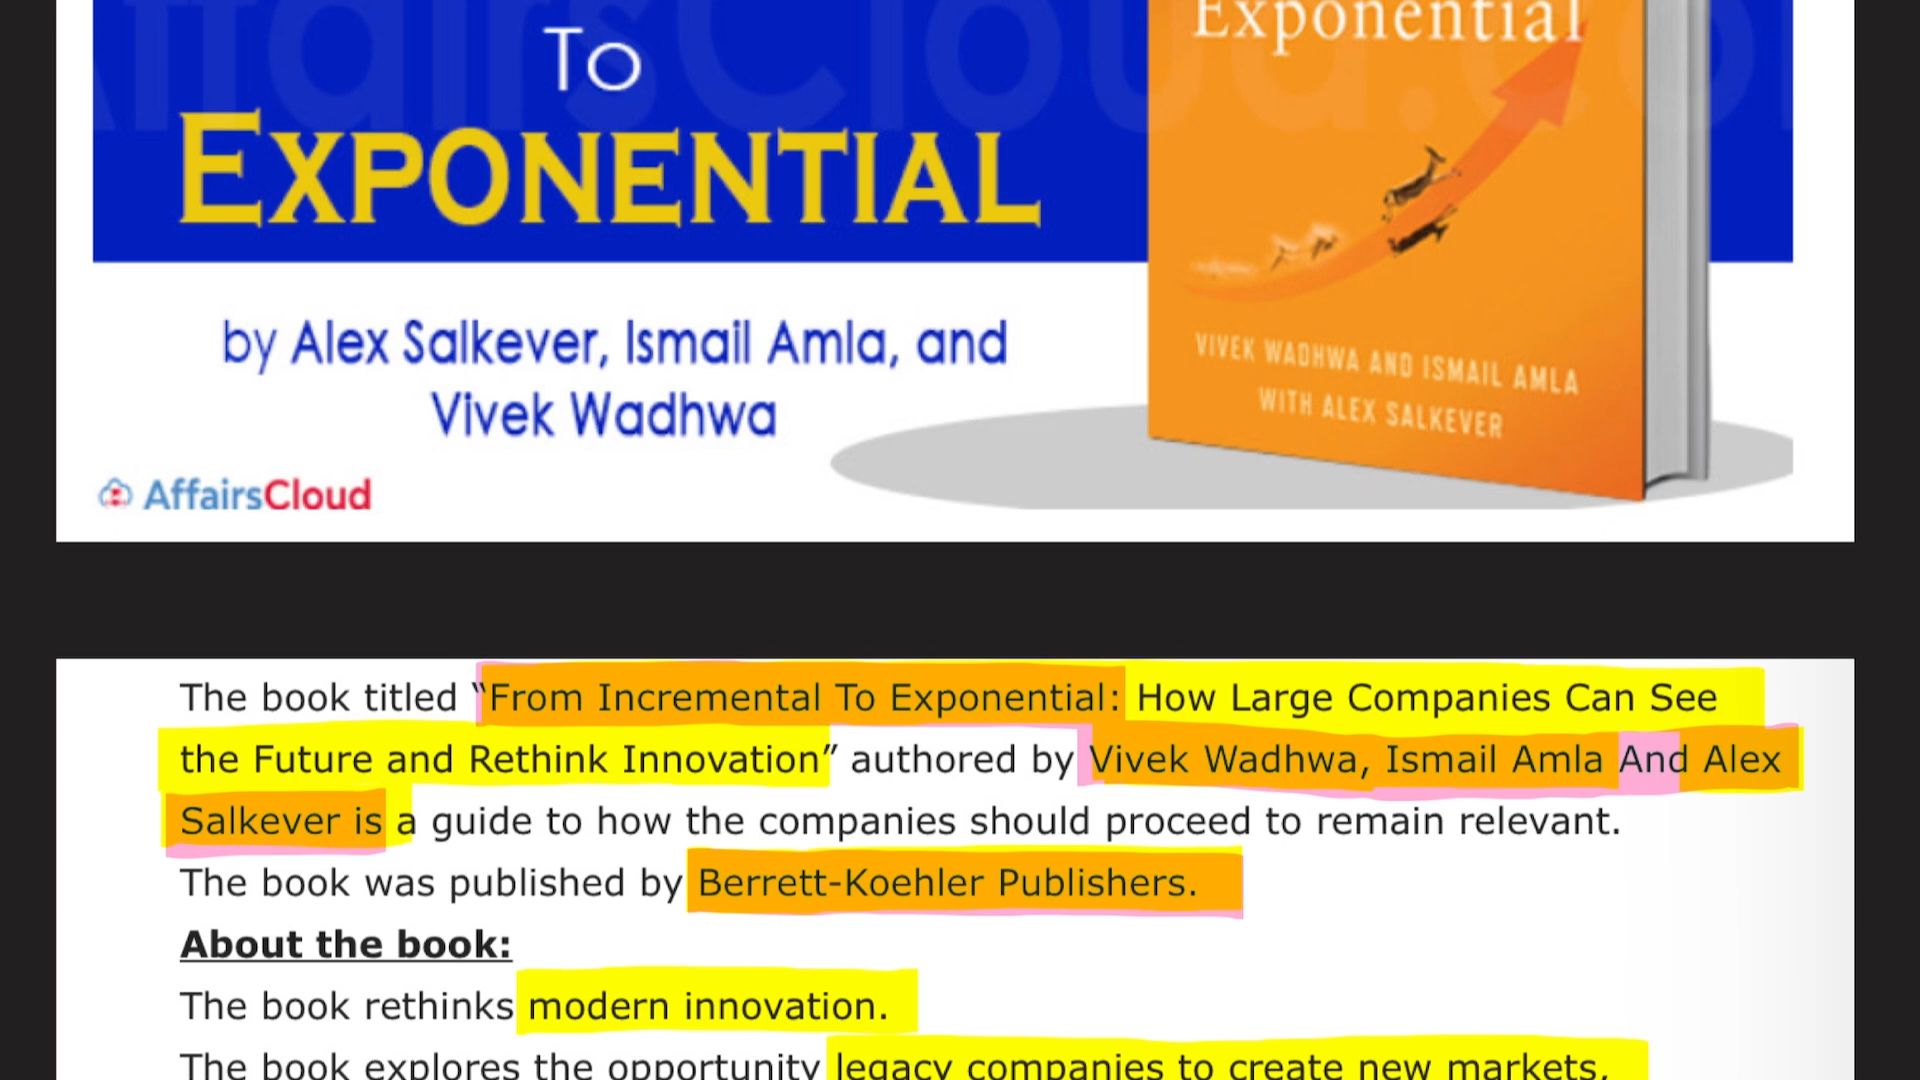 To
Exponential
EXPONENTIAL
by Alex Salkever, Ismail Amla, and
Vivek Wadhwa
VIVEK WADHWA AND ISMAIL AMLA
WITH ALEX SALKEVER
AffairsCloud
The book titled “From Incremental To Exponential: How Large Companies Can See
the Future and Rethink Innovation” authored by Vivek Wadhwa, Ismail Amla And Alex
Salkever is a guide to how the companies should proceed to remain relevant.
The book was published by Berrett-Koehler Publishers.
About the book:
The book rethinks modern innovation.
The book explores the opportunity legacy companies to create new markets,